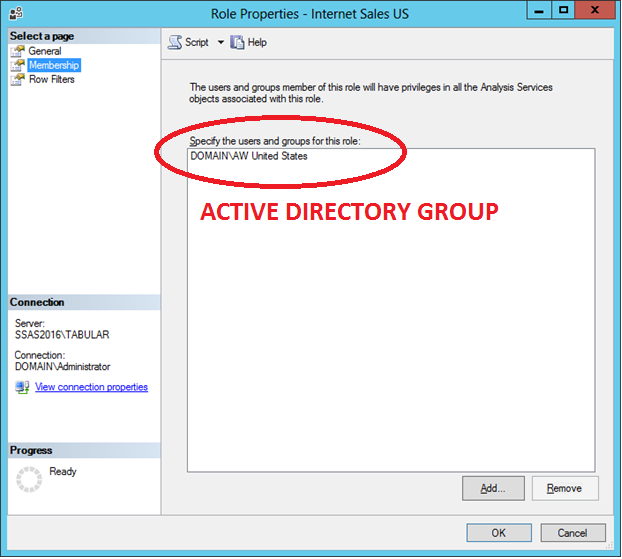 Role Properties - Internet Sales US
Select a page
General
Membership
Row Filters
Script
Help
The users and groups member of this role will have privileges in all the Analysis Services
objects associated with this role.
Specify the users and groups for this role:
DOMAIN\AW United States
ACTIVE DIRECTORY GROUP
Connection
Server:
SSAS2016\TABULAR
Connection:
DOMAIN\Administrator
View connection properties
Progress
Ready
Add...
Remove
OK
Cancel